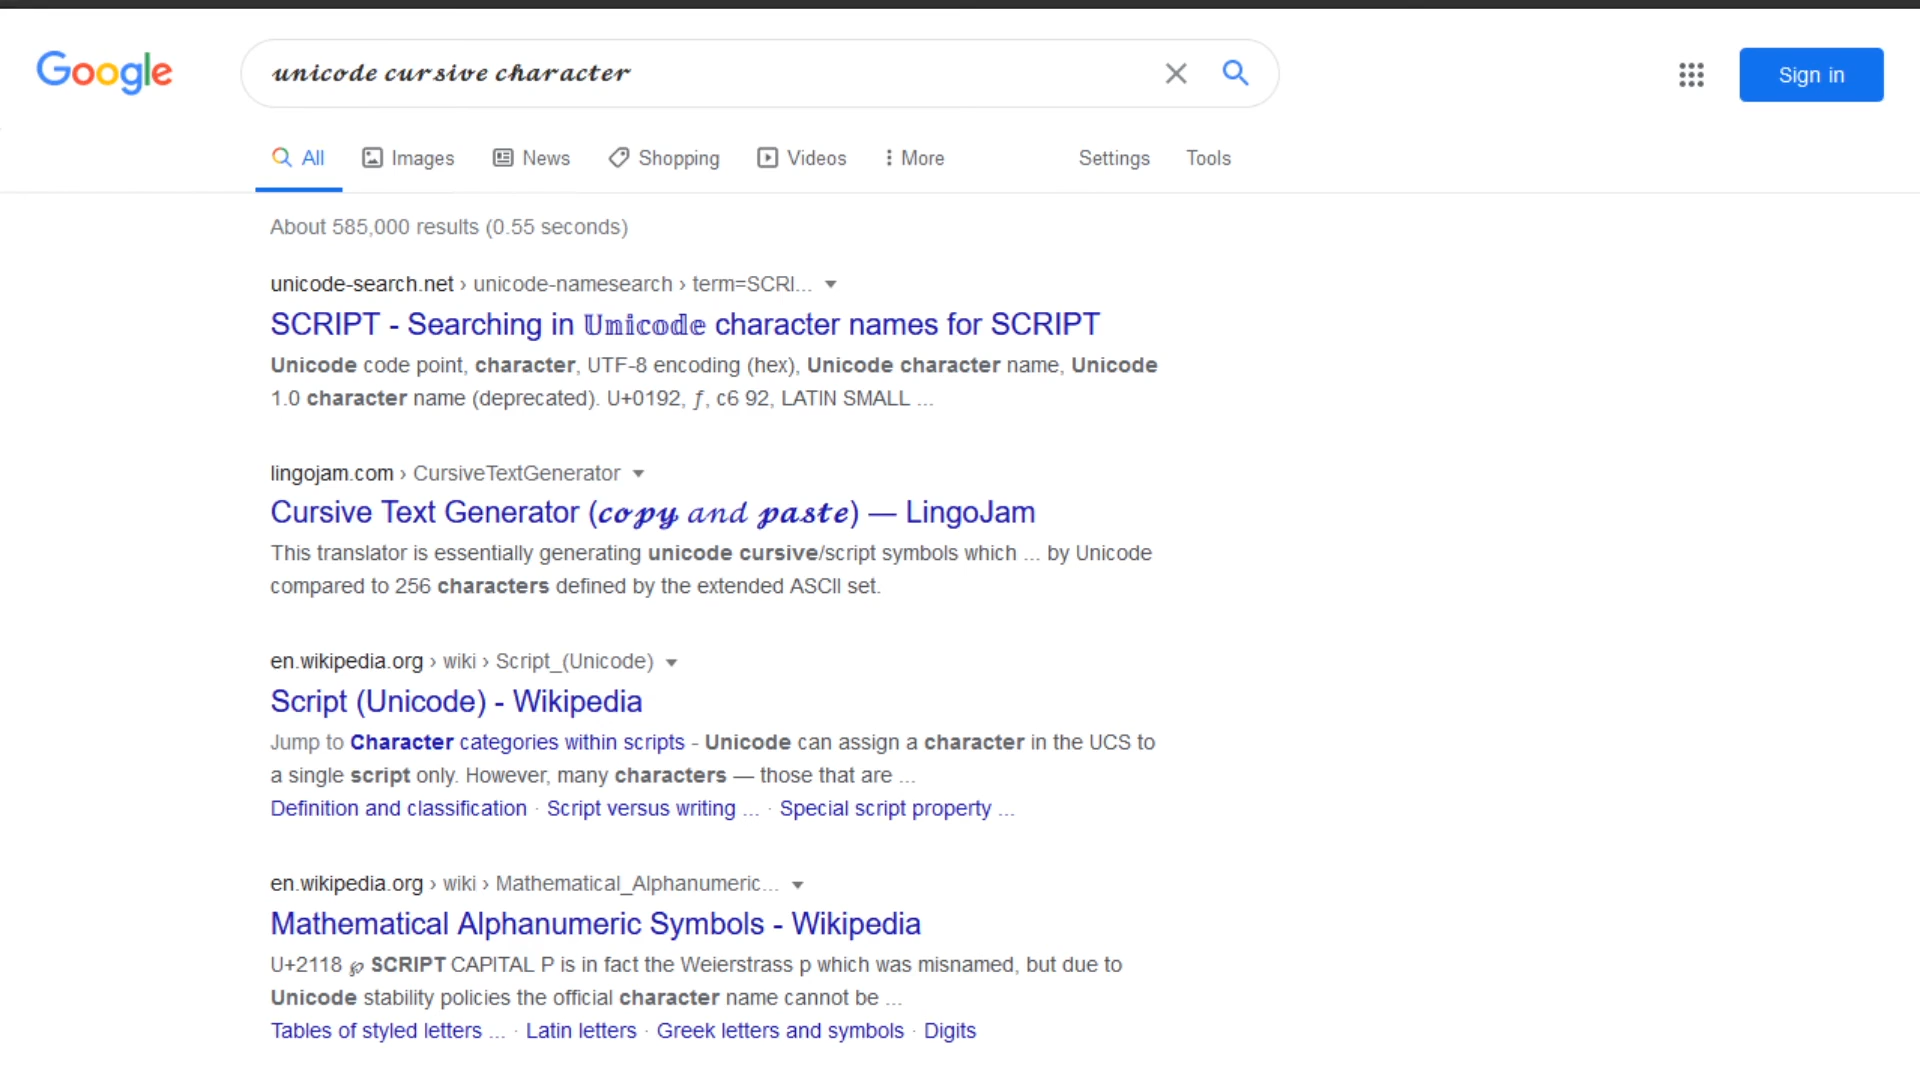 Google
𝓾𝓷𝓲𝓬𝓸𝓭𝓮 𝓬𝓾𝓻𝓼𝓲𝓿𝓮 𝓬𝓱𝓪𝓻𝓪𝓬𝓽𝓮𝓻
Sign in
All Images News Shopping Videos More Settings Tools
About 585,000 results (0.55 seconds)
unicode-search.net › unicode-namesearch › term=SCRI...
SCRIPT - Searching in 𝕌𝕟𝕚𝕔𝕠𝕕𝕖 character names for SCRIPT
Unicode code point, character, UTF-8 encoding (hex), Unicode character name, Unicode
1.0 character name (deprecated). U+0192, ƒ, c6 92, LATIN SMALL ...
lingojam.com › CursiveTextGenerator
Cursive Text Generator (𝓬𝓸𝓹𝔂 𝒶𝓃𝒹 𝓹𝓪𝓼𝓽𝓮) — LingoJam
This translator is essentially generating unicode cursive/script symbols which ... by Unicode
compared to 256 characters defined by the extended ASCII set.
en.wikipedia.org › wiki › Script_(Unicode)
Script (Unicode) - Wikipedia
Jump to Character categories within scripts - Unicode can assign a character in the UCS to
a single script only. However, many characters — those that are ...
Definition and classification · Script versus writing ... · Special script property ...
en.wikipedia.org › wiki › Mathematical_Alphanumeric...
Mathematical Alphanumeric Symbols - Wikipedia
U+2118 ℘ SCRIPT CAPITAL P is in fact the Weierstrass p which was misnamed, but due to
Unicode stability policies the official character name cannot be ...
Tables of styled letters ... · Latin letters · Greek letters and symbols · Digits